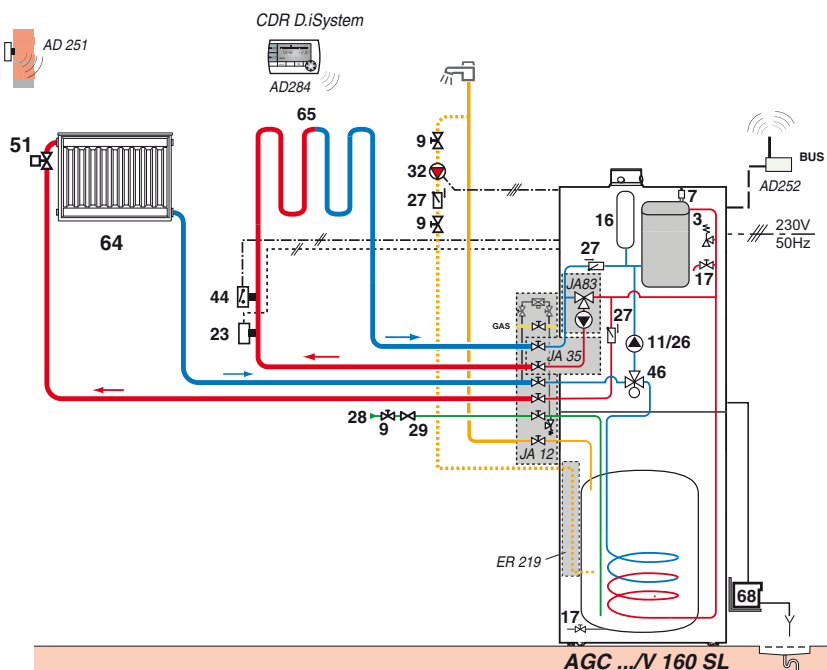 CDR D.iSystem
AD 251
AD284
65
51
9
32
27
9
64
BUS
AD252
7
16
3
230V
50Hz
27
17
JA83
44
23
GAS
27
JA 35
11/26
46
28
9
29
JA 12
ER 219
68
17
AGC .../V 160 SL